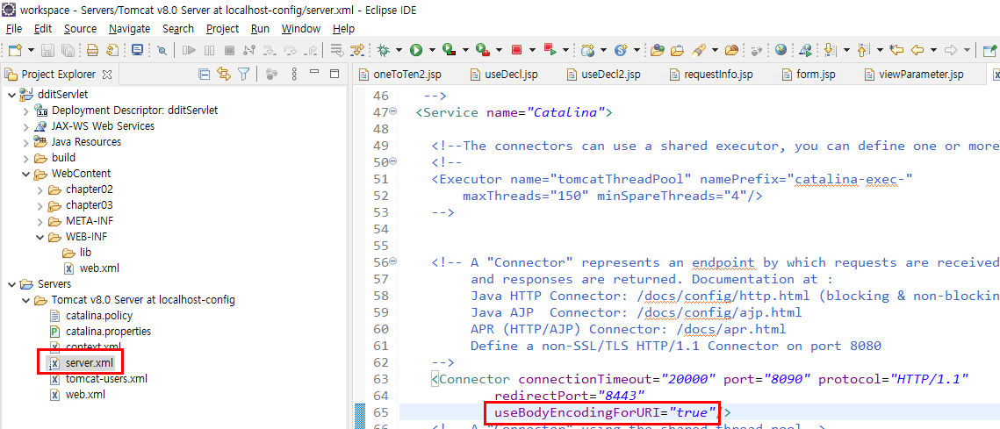 workspace - Servers/Tomcat v8.0 Server at localhost-config/server.xml - Eclipse IDE
File Edit Source Navigate Search Project Run Window Help
Project Explorer
oneToTen2.jsp useDecl.jsp useDecl2.jsp requestInfo.jsp form.jsp viewParameter.jsp
dditServlet
Deployment Descriptor: dditServlet
JAX-WS Web Services
Java Resources
build
WebContent
chapter02
chapter03
META-INF
WEB-INF
lib
web.xml
Servers
Tomcat v8.0 Server at localhost-config
catalina.policy
catalina.properties
context.xml
server.xml
tomcat-users.xml
web.xml
46 -->
47 <Service name="Catalina">
48
49 <!--The connectors can use a shared executor, you can define one or more
50 <!--
51 <Executor name="tomcatThreadPool" namePrefix="catalina-exec-"
52 maxThreads="150" minSpareThreads="4"/>
53 -->
54
55
56 <!-- A "Connector" represents an endpoint by which requests are received
57 and responses are returned. Documentation at :
58 Java HTTP Connector: /docs/config/http.html (blocking & non-blockin
59 Java AJP  Connector: /docs/config/ajp.html
60 APR (HTTP/AJP) Connector: /docs/apr.html
61 Define a non-SSL/TLS HTTP/1.1 Connector on port 8080
62 -->
63 <Connector connectionTimeout="20000" port="8090" protocol="HTTP/1.1"
64 redirectPort="8443"
65 useBodyEncodingForURI="true"/>
66 <!-- A "Connector" using the shared thread pool-->